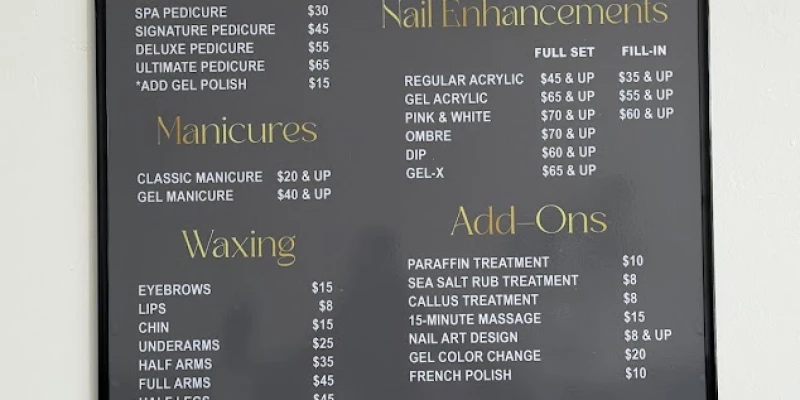 SPA PEDICURE $30
SIGNATURE PEDICURE $45
DELUXE PEDICURE $55
ULTIMATE PEDICURE $65
*ADD GEL POLISH $15
Manicures
CLASSIC MANICURE $20 & UP
GEL MANICURE $40 & UP
Waxing
EYEBROWS $15
LIPS $8
CHIN $15
UNDERARMS $25
HALF ARMS $35
FULL ARMS $45
HALF LEGS $45
Nail Enhancements
FULL SET FILL-IN
REGULAR ACRYLIC $45 & UP $35 & UP
GEL ACRYLIC $65 & UP $55 & UP
PINK & WHITE $70 & UP $60 & UP
OMBRE $70 & UP
DIP $60 & UP
GEL-X $65 & UP
Add-Ons
PARAFFIN TREATMENT $10
SEA SALT RUB TREATMENT $8
CALLUS TREATMENT $8
15-MINUTE MASSAGE $15
NAIL ART DESIGN $8 & UP
GEL COLOR CHANGE $20
FRENCH POLISH $10